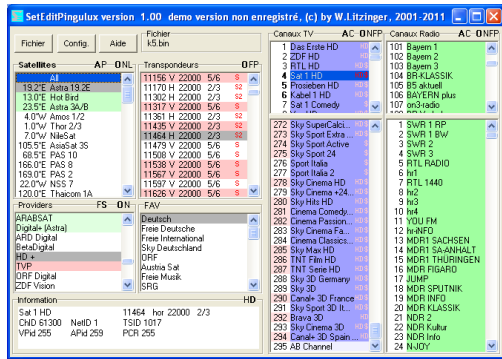 SetEditPingulux version 1.00 demo version non enregistré, (c) by W.Litzinger, 2001-2011
Fichier
Config.
Aide
Fichier
k5.bin
Satellites AP ONL
All
19.2°E Astra 19.2E
13.0°E Hot Bird
23.5°E Astra 3A/B
4.0°W Amos 1/2
1.0°W Thor 2/3
7.0°W NileSat
105.5°E AsiaSat 3S
68.5°E PAS 10
166.0°E PAS 8
169.0°E PAS 2
22.0°W NSS 7
120.0°E Thaicom 1A
Transpondeurs OFP
11156 V 22000 5/6 S
11170 H 22000 2/3 S2
11302 H 22000 2/3 S2
11317 V 22000 5/6 S
11361 H 22000 2/3 S2
11435 V 22000 2/3 S2
11464 H 22000 2/3 S2
11479 V 22000 5/6 S
11508 V 22000 5/6 S
11538 V 22000 5/6 S
11567 V 22000 5/6 S
11597 V 22000 5/6 S
11626 V 22000 5/6 S
Providers FS ON
ARABSAT
Digital+ (Astra)
ARD Digital
BetaDigital
HD +
TVP
ORF Digital
ZDF Vision
FAV
Deutsch
Freie Deutsche
Freie International
Sky Deutschland
ORF
Austria Sat
Freie Musik
SRG
Information HD
Sat 1 HD 11464 hor 22000 2/3
ChID 61300 NetID 1 TSID 1017
VPid 255 APid 259 PCR 255
Canaux TV AC ONFP
1 Das Erste HD HD
2 ZDF HD HD
3 RTL HD
4 Sat 1 HD
5 Prosieben HD
6 Kabel 1 HD
7 Sat.1 Comedy
272 Sky SuperCalci...
273 Sky Sport Extra ...
274 Sky Sport Active
275 Sky Sport 24
276 Sport Italia
277 Sport Italia 2
278 Sky Cinema HD
279 Sky Cinema +24...
280 Sky Hits HD
281 Cinema Comedy...
282 Cinema Passion...
283 Sky Cinema Fa...
284 Cinema Classics...
285 Sky Max HD
286 TNT Film HD
287 TNT Serie HD
288 Sky 3D Germany
289 Sky 3D
290 Canal+ 3D France
291 Sky Sport 3D It...
292 Brava 3D
293 Sky Cinema 3D
294 Canal+ 3D Spain ...
295 AB Channel
Canaux Radio AC ONFP
101 Bayern 1
102 Bayern 2
103 Bayern 3
104 BR-KLASSIK
105 B5 aktuell
106 BAYERN plus
107 on3-radio
1 SWR 1 RP
2 SWR 1 BW
3 SWR 2
4 SWR 3
5 RTL RADIO
6 hr1
7 RTL 1440
8 hr2
9 hr3
10 hr4
11 YOU FM
12 hr-iNFO
13 MDR1 SACHSEN
14 MDR1 SA-ANHALT
15 MDR1 THÜRINGEN
16 MDR FIGARO
17 JUMP
18 MDR SPUTNIK
19 MDR INFO
20 MDR KLASSIK
21 NDR 2
22 NDR Kultur
23 NDR Info
24 N-JOY